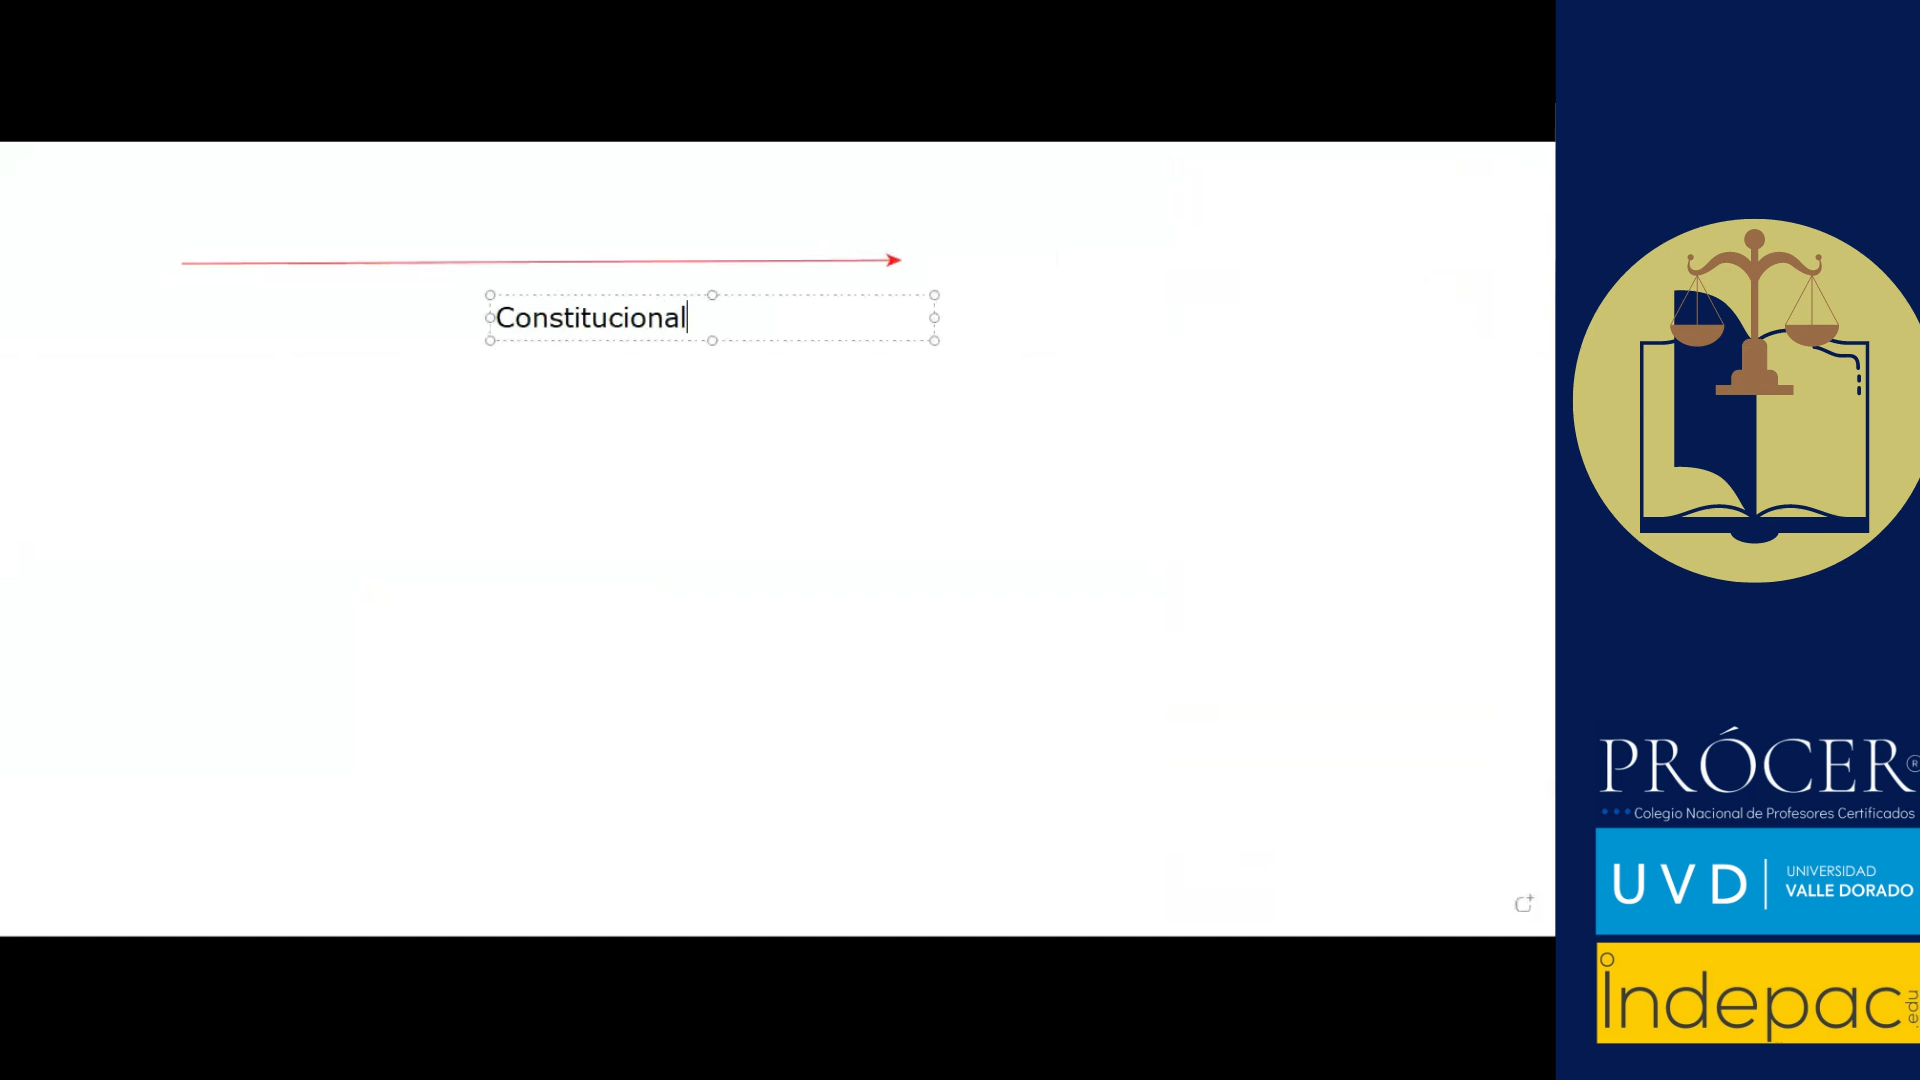 Constitucional
PRÓCER®
Colegio Nacional de Profesores Certificados
UVD
UNIVERSIDAD
VALLE DORADO
indepac
.edu